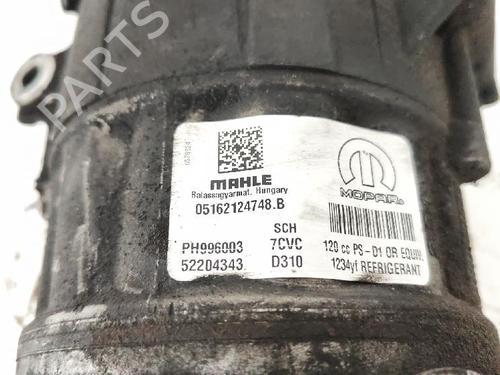 MAHLE
Balassagyarmat, Hungary
05162124748.B
SCH
PH996003 7CVC
52204343 D310
MOPAR
120 cc PS-D1 OR EQUIV.
1234yf REFRIGERANT
B-PARTS